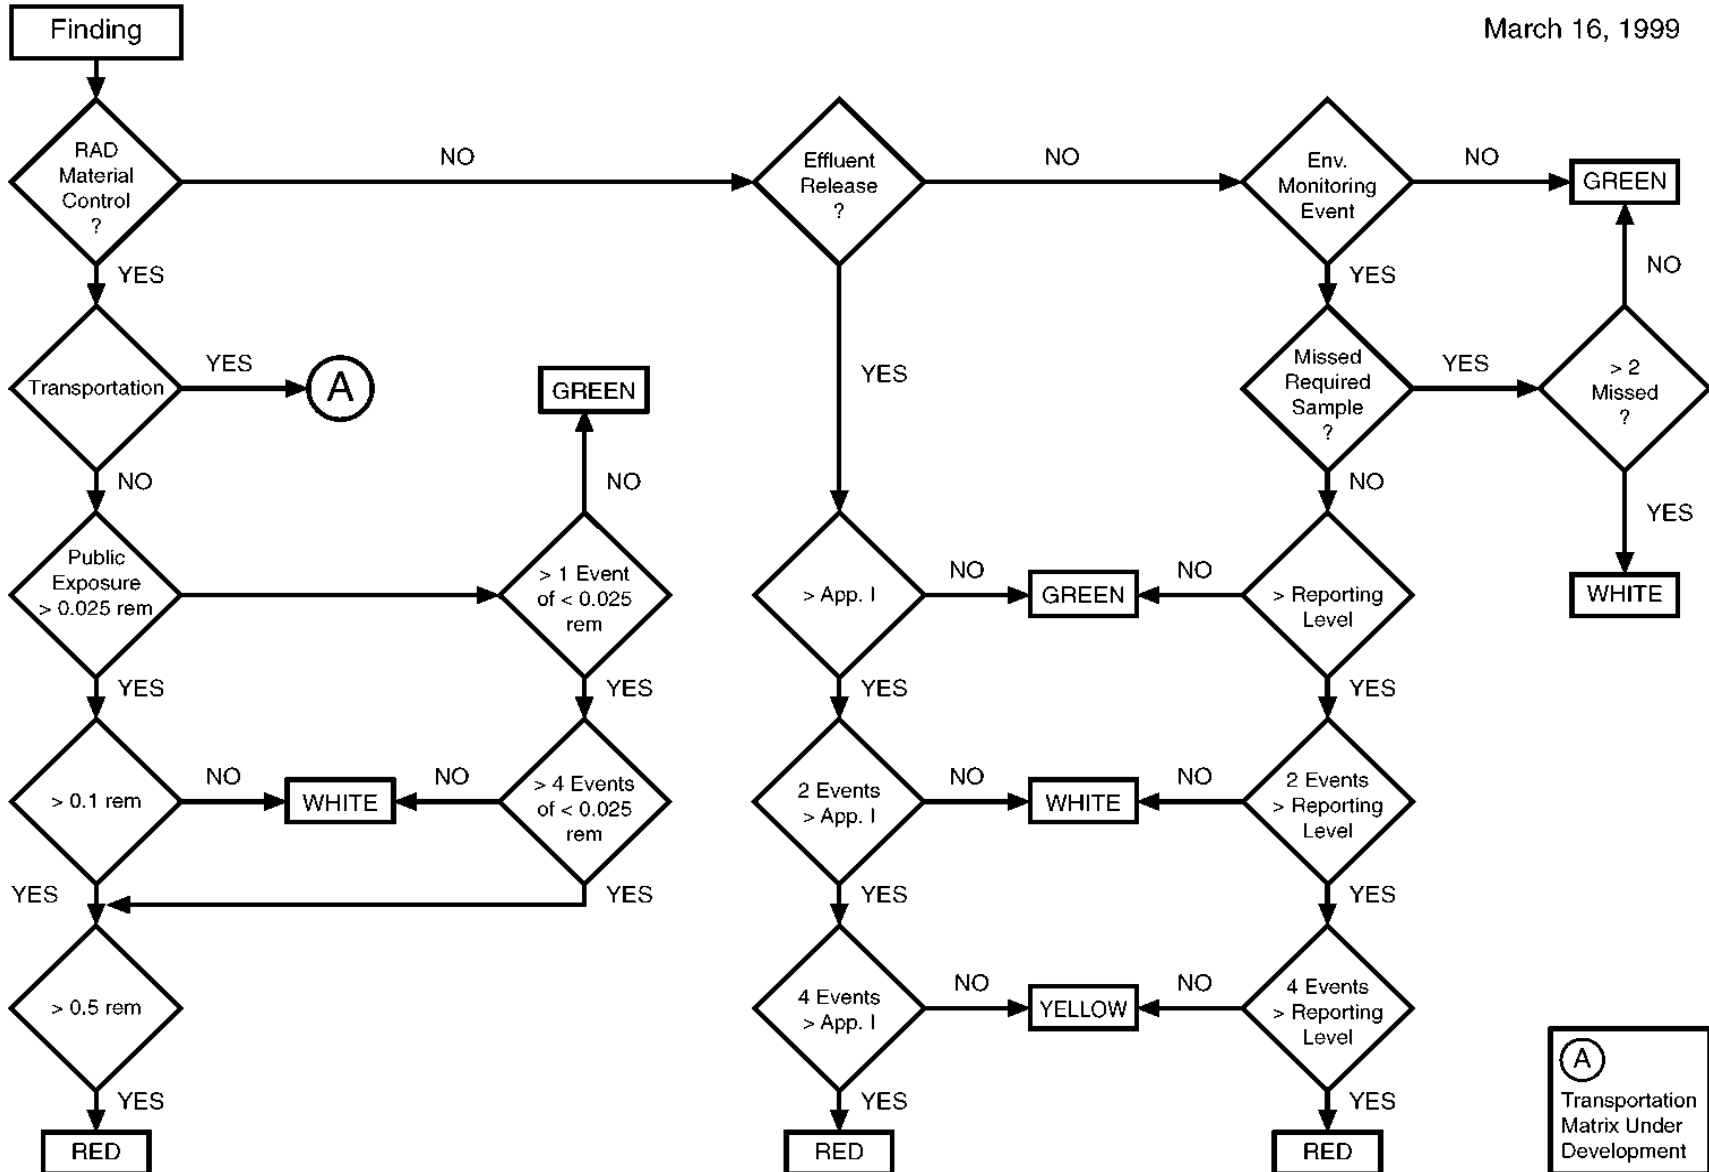 Finding
March 16, 1999
RAD
Material
Control
?
NO
Effluent
Release
?
NO
Env.
Monitoring
Event
NO
GREEN
YES
YES
NO
Transportation
YES
A
GREEN
YES
Missed
Required
Sample
?
YES
> 2
Missed
?
NO
NO
NO
YES
Public
Exposure
> 0.025 rem
> 1 Event
of < 0.025
rem
> App. I
NO
GREEN
NO
> Reporting
Level
WHITE
YES
YES
YES
YES
> 0.1 rem
NO
WHITE
NO
> 4 Events
of < 0.025
rem
2 Events
> App. I
NO
WHITE
NO
2 Events
> Reporting
Level
YES
YES
YES
YES
> 0.5 rem
4 Events
> App. I
NO
YELLOW
NO
4 Events
> Reporting
Level
YES
YES
YES
RED
RED
RED
A
Transportation
Matrix Under
Development